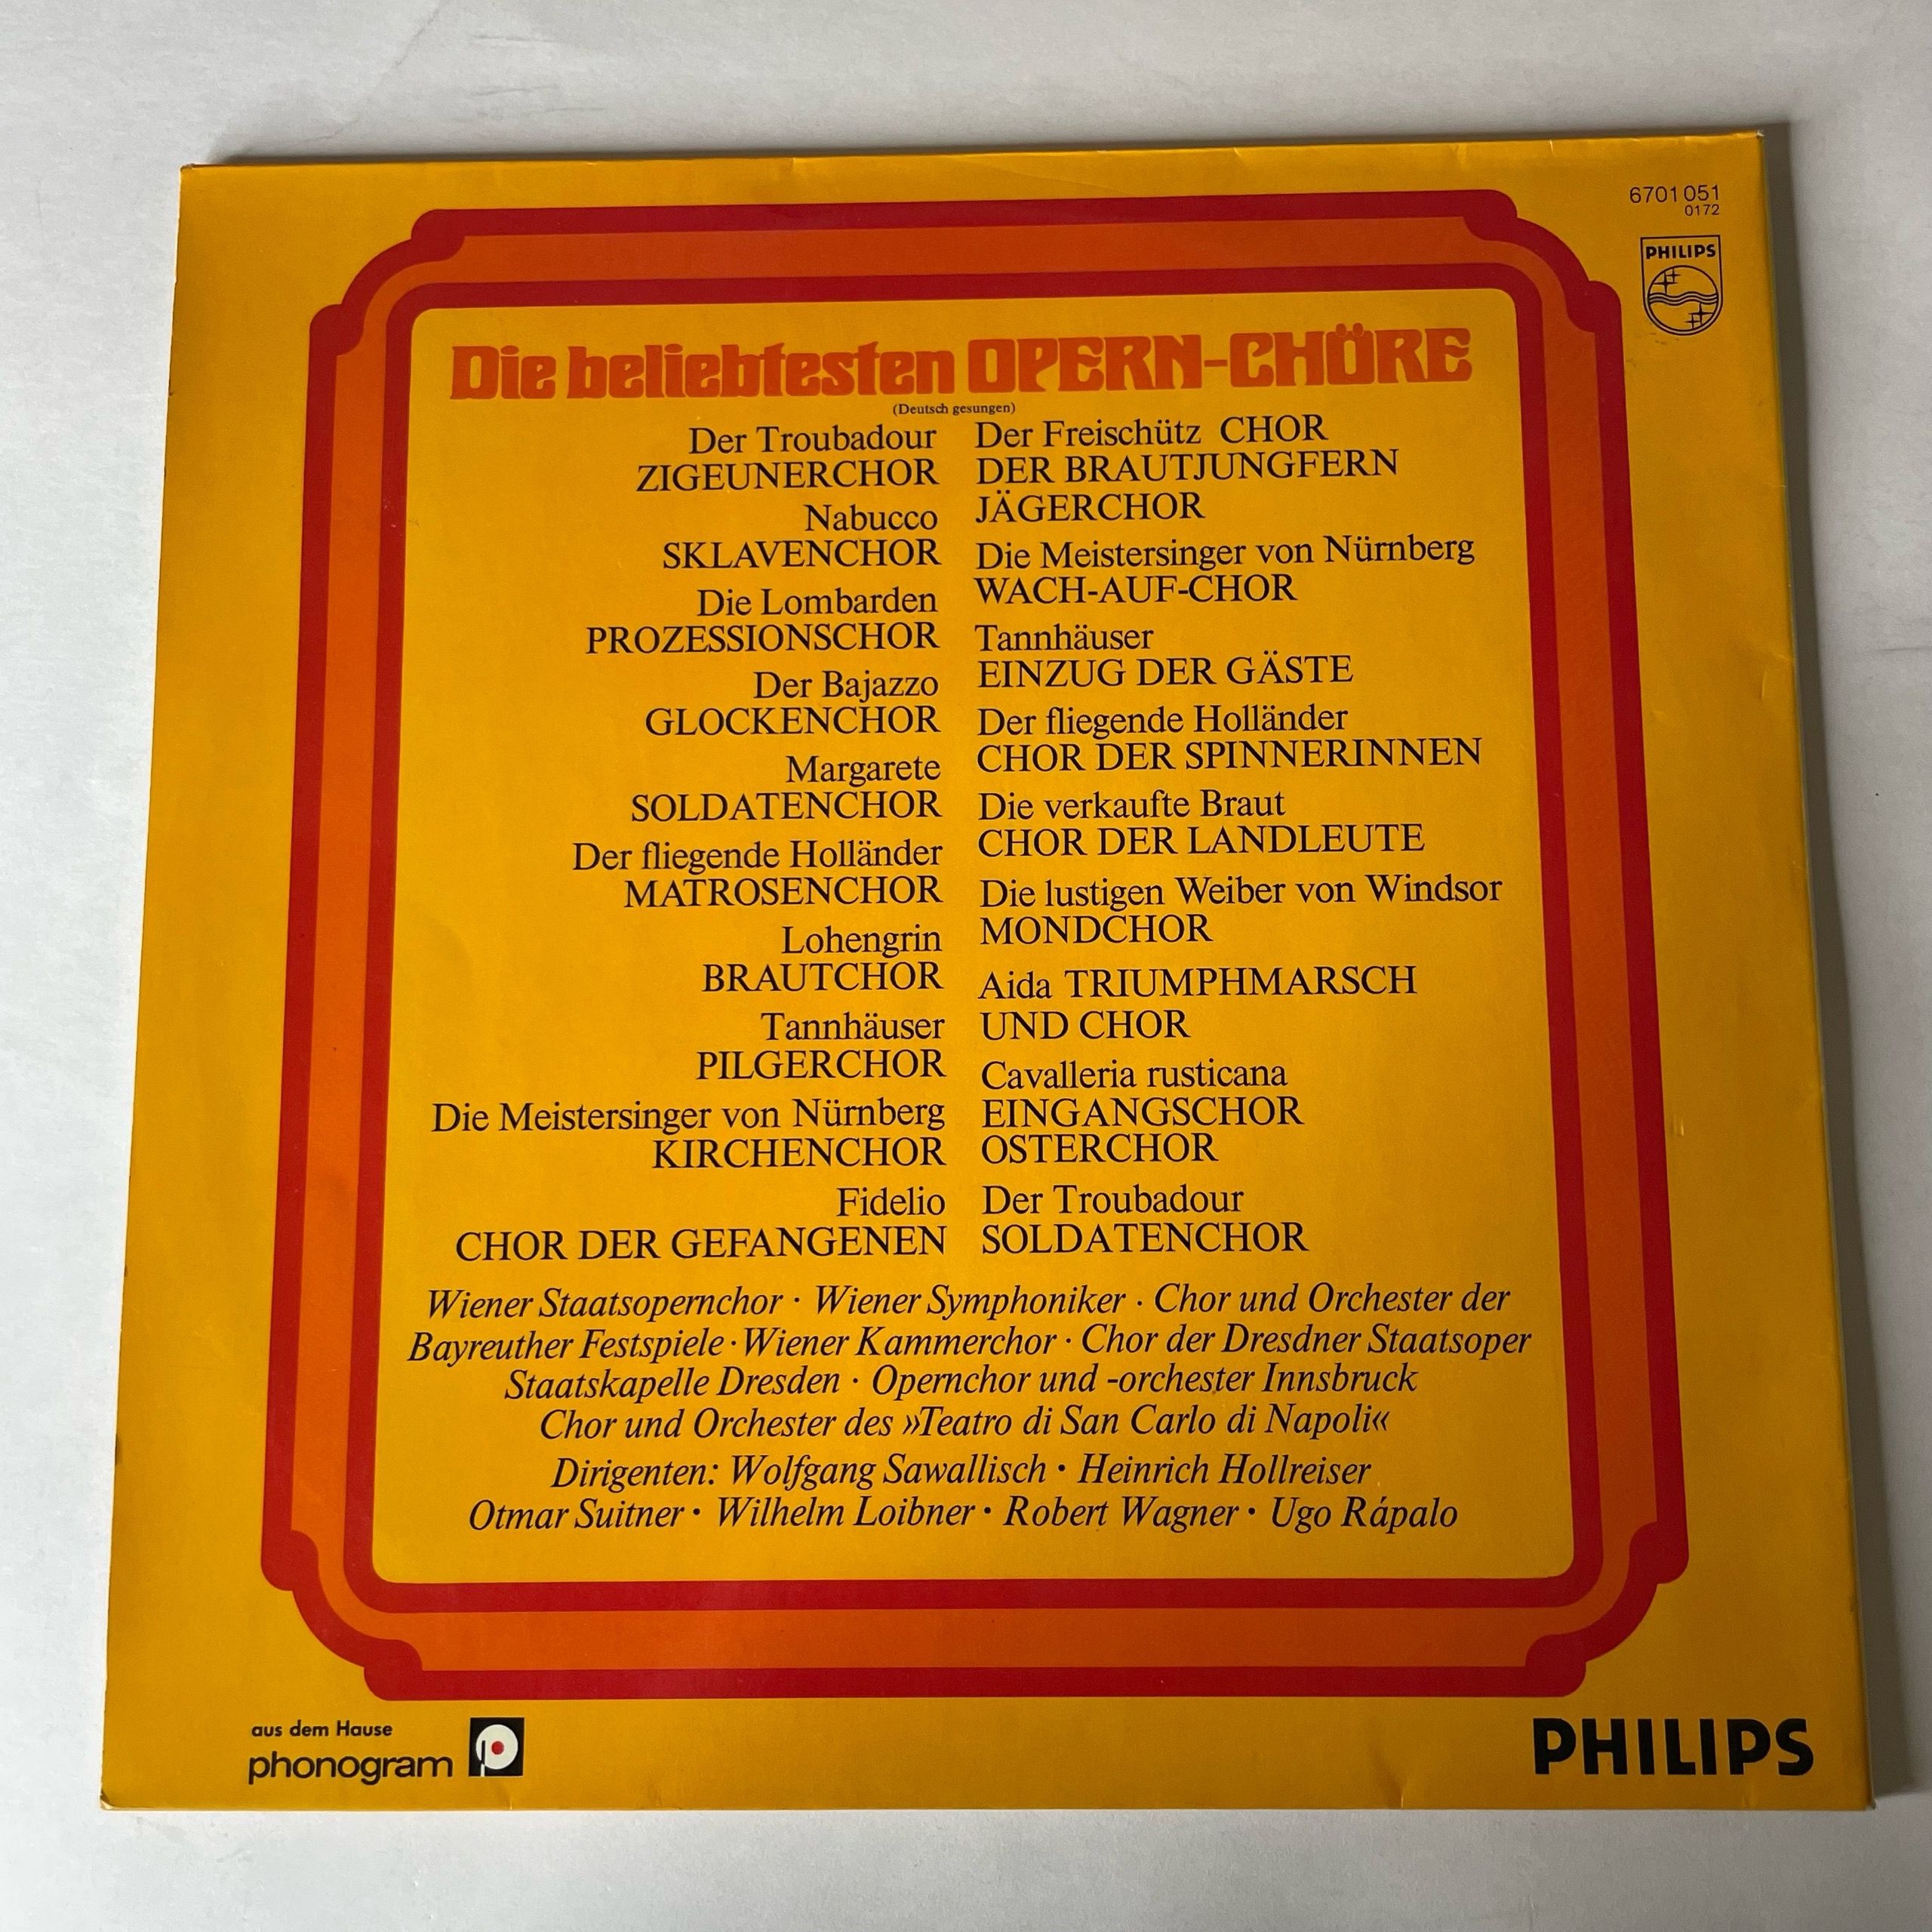 6701 051
0172
PHILIPS
Die beliebtesten OPERN-CHÖRE
(Deutsch gesungen)
Der Troubadour
ZIGEUNERCHOR
Nabucco
SKLAVENCHOR
Die Lombarden
PROZESSIONSCHOR
Der Bajazzo
GLOCKENCHOR
Margarete
SOLDATENCHOR
Der fliegende Holländer
MATROSENCHOR
Lohengrin
BRAUTCHOR
Tannhäuser
PILGERCHOR
Die Meistersinger von Nürnberg
KIRCHENCHOR
Fidelio
CHOR DER GEFANGENEN
Der Freischütz CHOR
DER BRAUTJUNGFERN
JÄGERCHOR
Die Meistersinger von Nürnberg
WACH-AUF-CHOR
Tannhäuser
EINZUG DER GÄSTE
Der fliegende Holländer
CHOR DER SPINNERINNEN
Die verkaufte Braut
CHOR DER LANDLEUTE
Die lustigen Weiber von Windsor
MONDCHOR
Aida TRIUMPHMARSCH
UND CHOR
Cavalleria rusticana
EINGANGSCHOR
OSTERCHOR
Der Troubadour
SOLDATENCHOR
Wiener Staatsopernchor · Wiener Symphoniker · Chor und Orchester der
Bayreuther Festspiele · Wiener Kammerchor · Chor der Dresdner Staatsoper
Staatskapelle Dresden · Opernchor und -orchester Innsbruck
Chor und Orchester des »Teatro di San Carlo di Napoli«
Dirigenten: Wolfgang Sawallisch · Heinrich Hollreiser
Otmar Suitner · Wilhelm Loibner · Robert Wagner · Ugo Rápalo
aus dem Hause
phonogram
PHILIPS